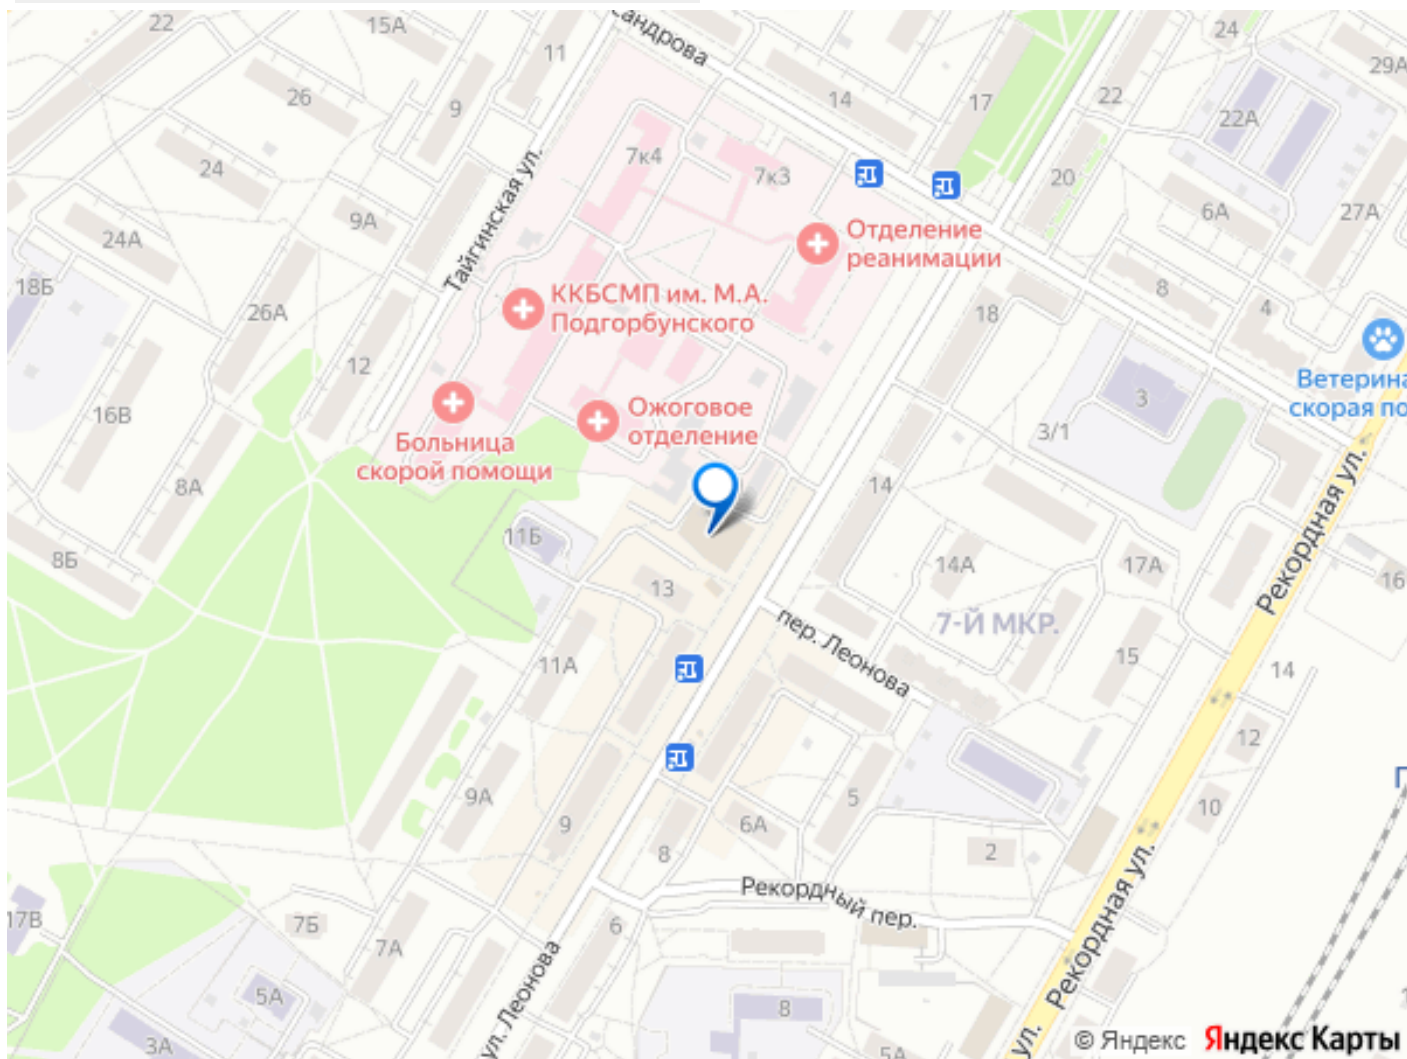 22
15А
сандрова
24
29А
11
26
9
14
17
22
22А
7к4
7к3
24
20
9А
6А
27А
24А
Тайгинская ул.
Отделение
реанимации
18Б
26А
ККБСМП им. М.А.
Подгорбунского
8
4
18
12
Ветерина
скорая по
16В
Ожоговое
отделение
3
3/1
Больница
скорой помощи
8А
14
Рекордная ул.
11Б
8Б
14А
17А
16
13
пер. Леонова
7-Й МКР.
11А
15
14
12
9А
5
10
9
6А
8
2
Рекордный пер.
17В
7Б
7А
6
ул. Леонова
Рекордная ул.
5А
8
3А
5А
ул.
© Яндекс Яндекс Карты